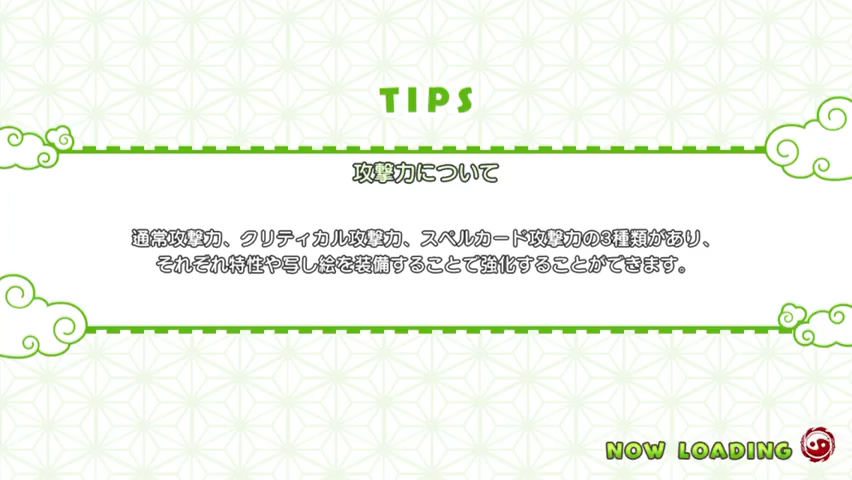 TIPS
攻撃力について
通常攻撃力、クリティカル攻撃力、スペルカード攻撃力の3種類があり、
それぞれ特性や写し絵を装備することで強化することができます。
NOW LOADING